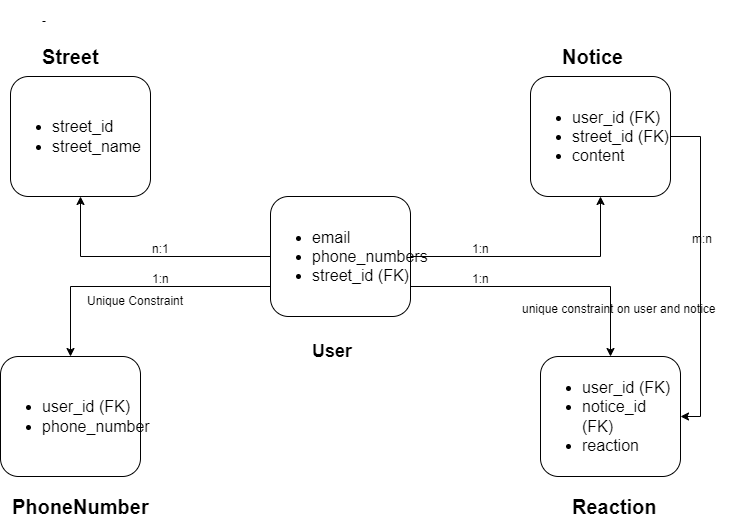 -
Street
• street_id
• street_name
Notice
• user_id (FK)
• street_id (FK)
• content
n:1
1:n
Unique Constraint
• email
• phone_numbers
• street_id (FK)
User
1:n
1:n
m:n
unique constraint on user and notice
• user_id (FK)
• phone_number
PhoneNumber
• user_id (FK)
• notice_id
(FK)
• reaction
Reaction